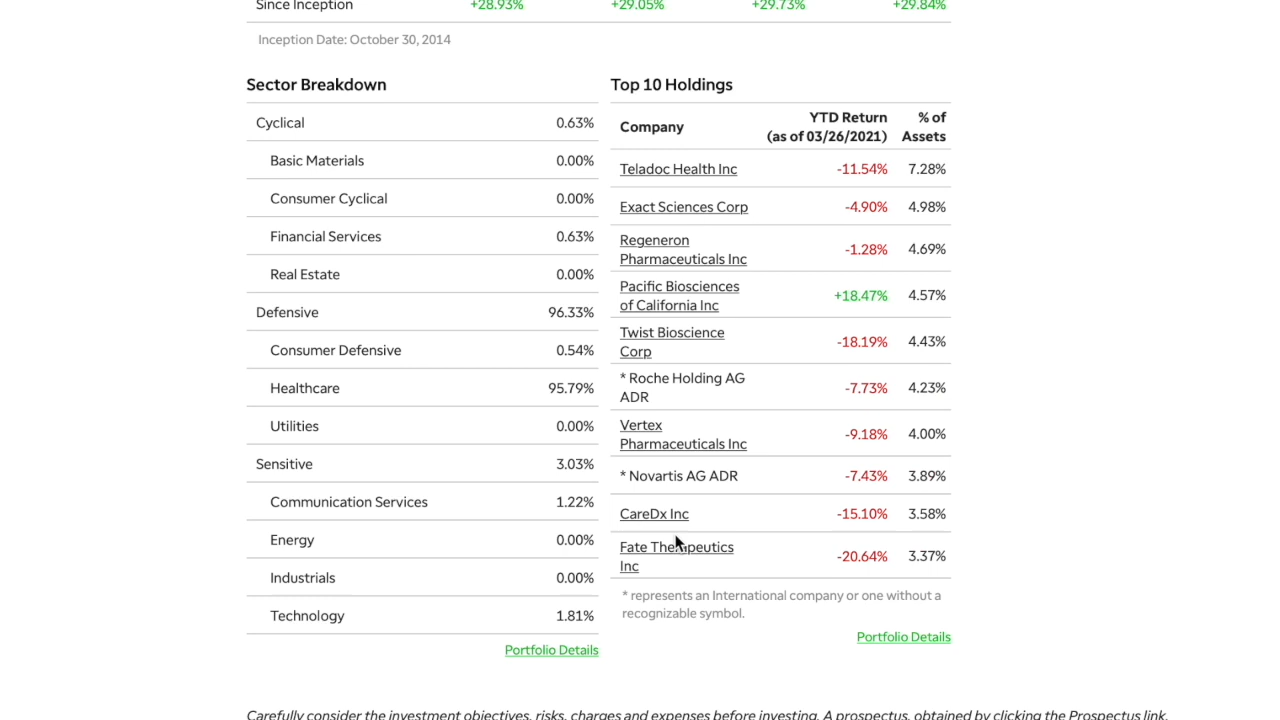 Since Inception +28.93% +29.05% +29.73% +29.84%
Inception Date: October 30, 2014
Sector Breakdown
Cyclical 0.63%
Basic Materials 0.00%
Consumer Cyclical 0.00%
Financial Services 0.63%
Real Estate 0.00%
Defensive 96.33%
Consumer Defensive 0.54%
Healthcare 95.79%
Utilities 0.00%
Sensitive 3.03%
Communication Services 1.22%
Energy 0.00%
Industrials 0.00%
Technology 1.81%
Portfolio Details
Top 10 Holdings
Company YTD Return (as of 03/26/2021) % of Assets
Teladoc Health Inc -11.54% 7.28%
Exact Sciences Corp -4.90% 4.98%
Regeneron
Pharmaceuticals Inc -1.28% 4.69%
Pacific Biosciences
of California Inc +18.47% 4.57%
Twist Bioscience
Corp -18.19% 4.43%
* Roche Holding AG
ADR -7.73% 4.23%
Vertex
Pharmaceuticals Inc -9.18% 4.00%
* Novartis AG ADR -7.43% 3.89%
CareDx Inc -15.10% 3.58%
Fate Therapeutics
Inc -20.64% 3.37%
* represents an International company or one without a
recognizable symbol.
Portfolio Details
Carefully consider the investment objectives, risks, charges and expenses before investing. A prospectus, obtained by clicking the Prospectus link,